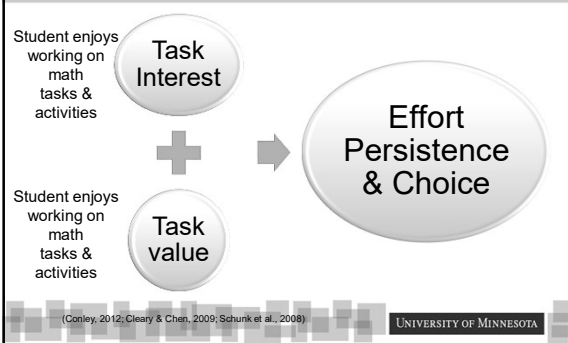 Student enjoys
working on
math
tasks &
activities
Task
Interest
Effort
Persistence
& Choice
Student enjoys
working on
math
tasks &
activities
Task
value
(Conley, 2012; Cleary & Chen, 2009; Schunk et al., 2008)
UNIVERSITY OF MINNESOTA